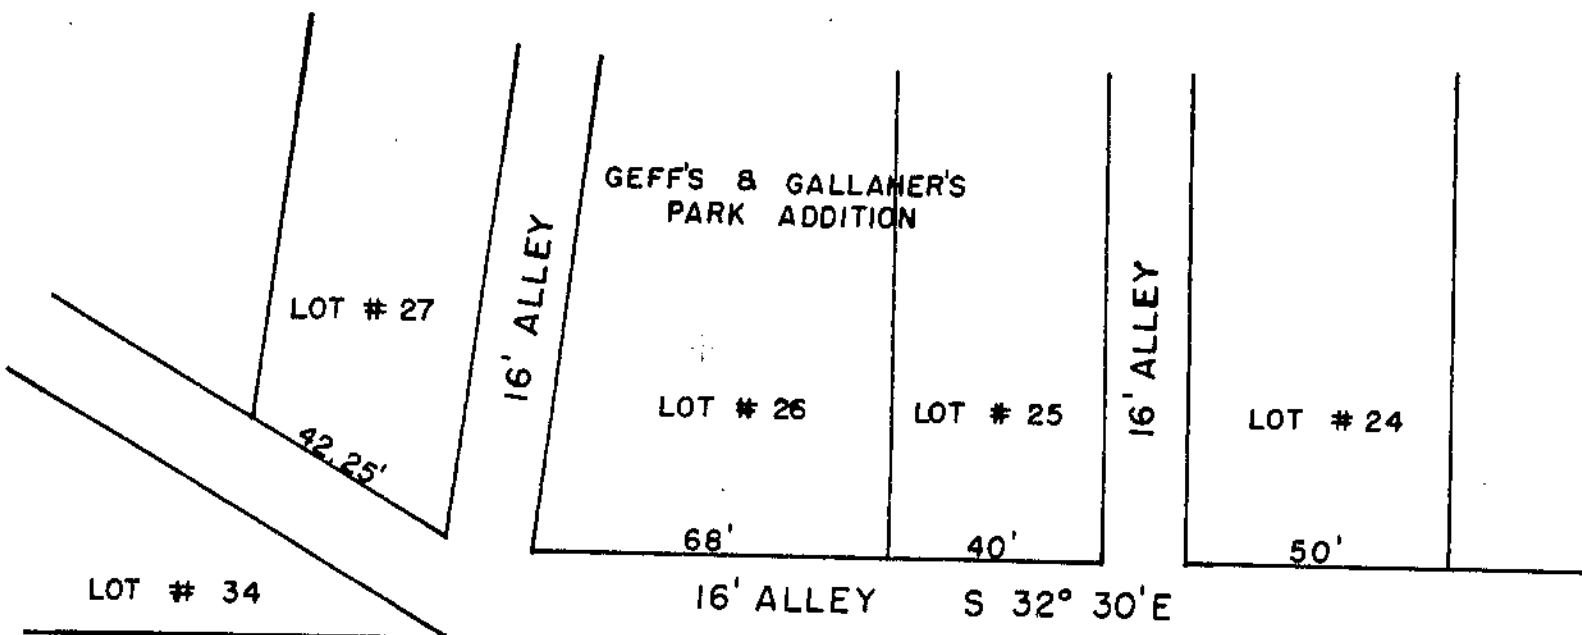 GEFF'S & GALLAHER'S
PARK ADDITION
LOT # 27
16' ALLEY
16' ALLEY
LOT # 26
LOT # 25
LOT # 24
42.25'
68'
40'
50'
LOT # 34
16' ALLEY S 32° 30'E